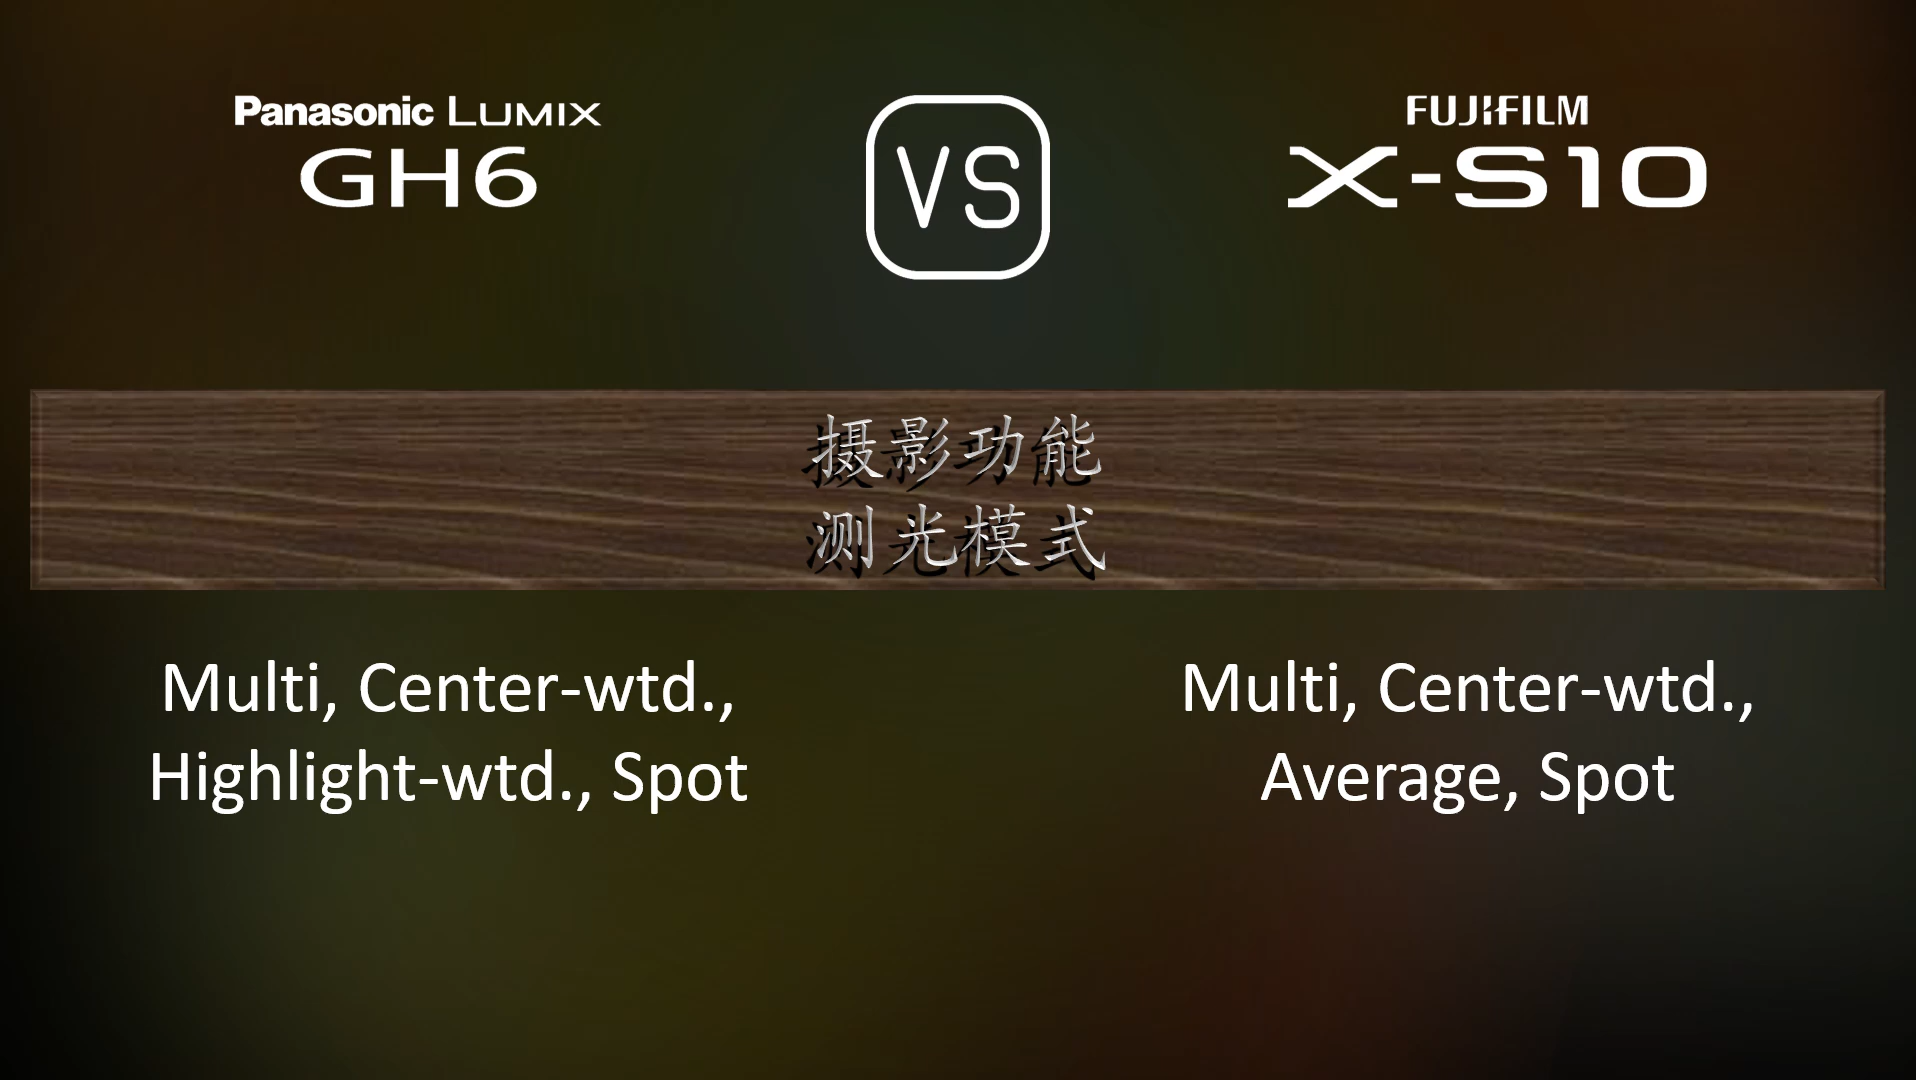 Panasonic LUMIX
GH6
VS
FUJIFILM
X-S10
摄影功能
测光模式
Multi, Center-wtd.,
Highlight-wtd., Spot
Multi, Center-wtd.,
Average, Spot